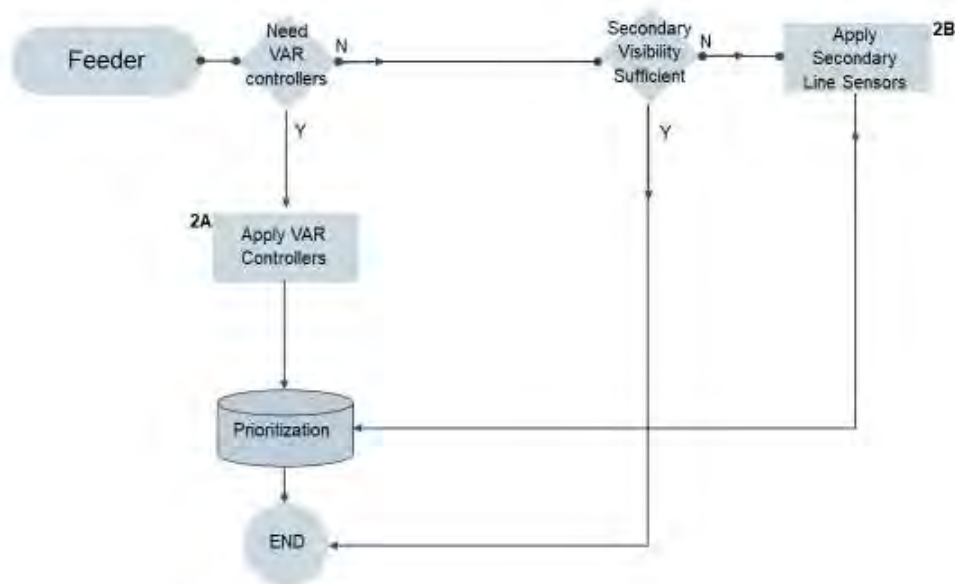 Feeder
Need
VAR
controllers
N
Secondary
Visibility
Sufficient
N
Apply
Secondary
Line Sensors
2B
Y
Y
2A
Apply VAR
Controllers
Prioritization
END